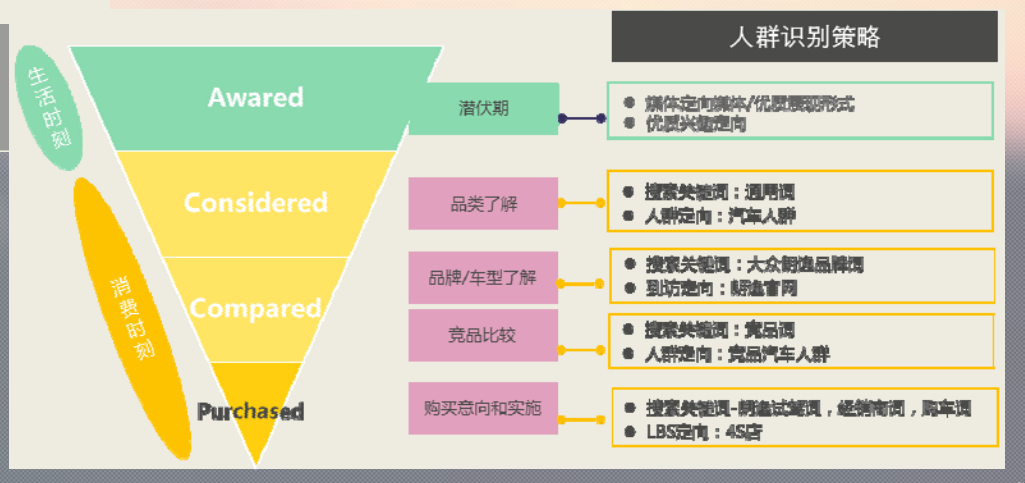 人群识别策略
生活时刻
Awared
潜伏期
媒体定向媒体/优质展现形式
优质兴趣定向
消费时刻
Considered
品类了解
搜索关键词：通用词
人群定向：汽车人群
品牌/车型了解
搜索关键词：大众朗逸品牌词
到访定向：朗逸官网
Compared
竞品比较
搜索关键词：竞品词
人群定向：竞品汽车人群
Purchased
购买意向和实施
搜索关键词-朗逸试驾词，经销商词，购车词
LBS定向：4S店